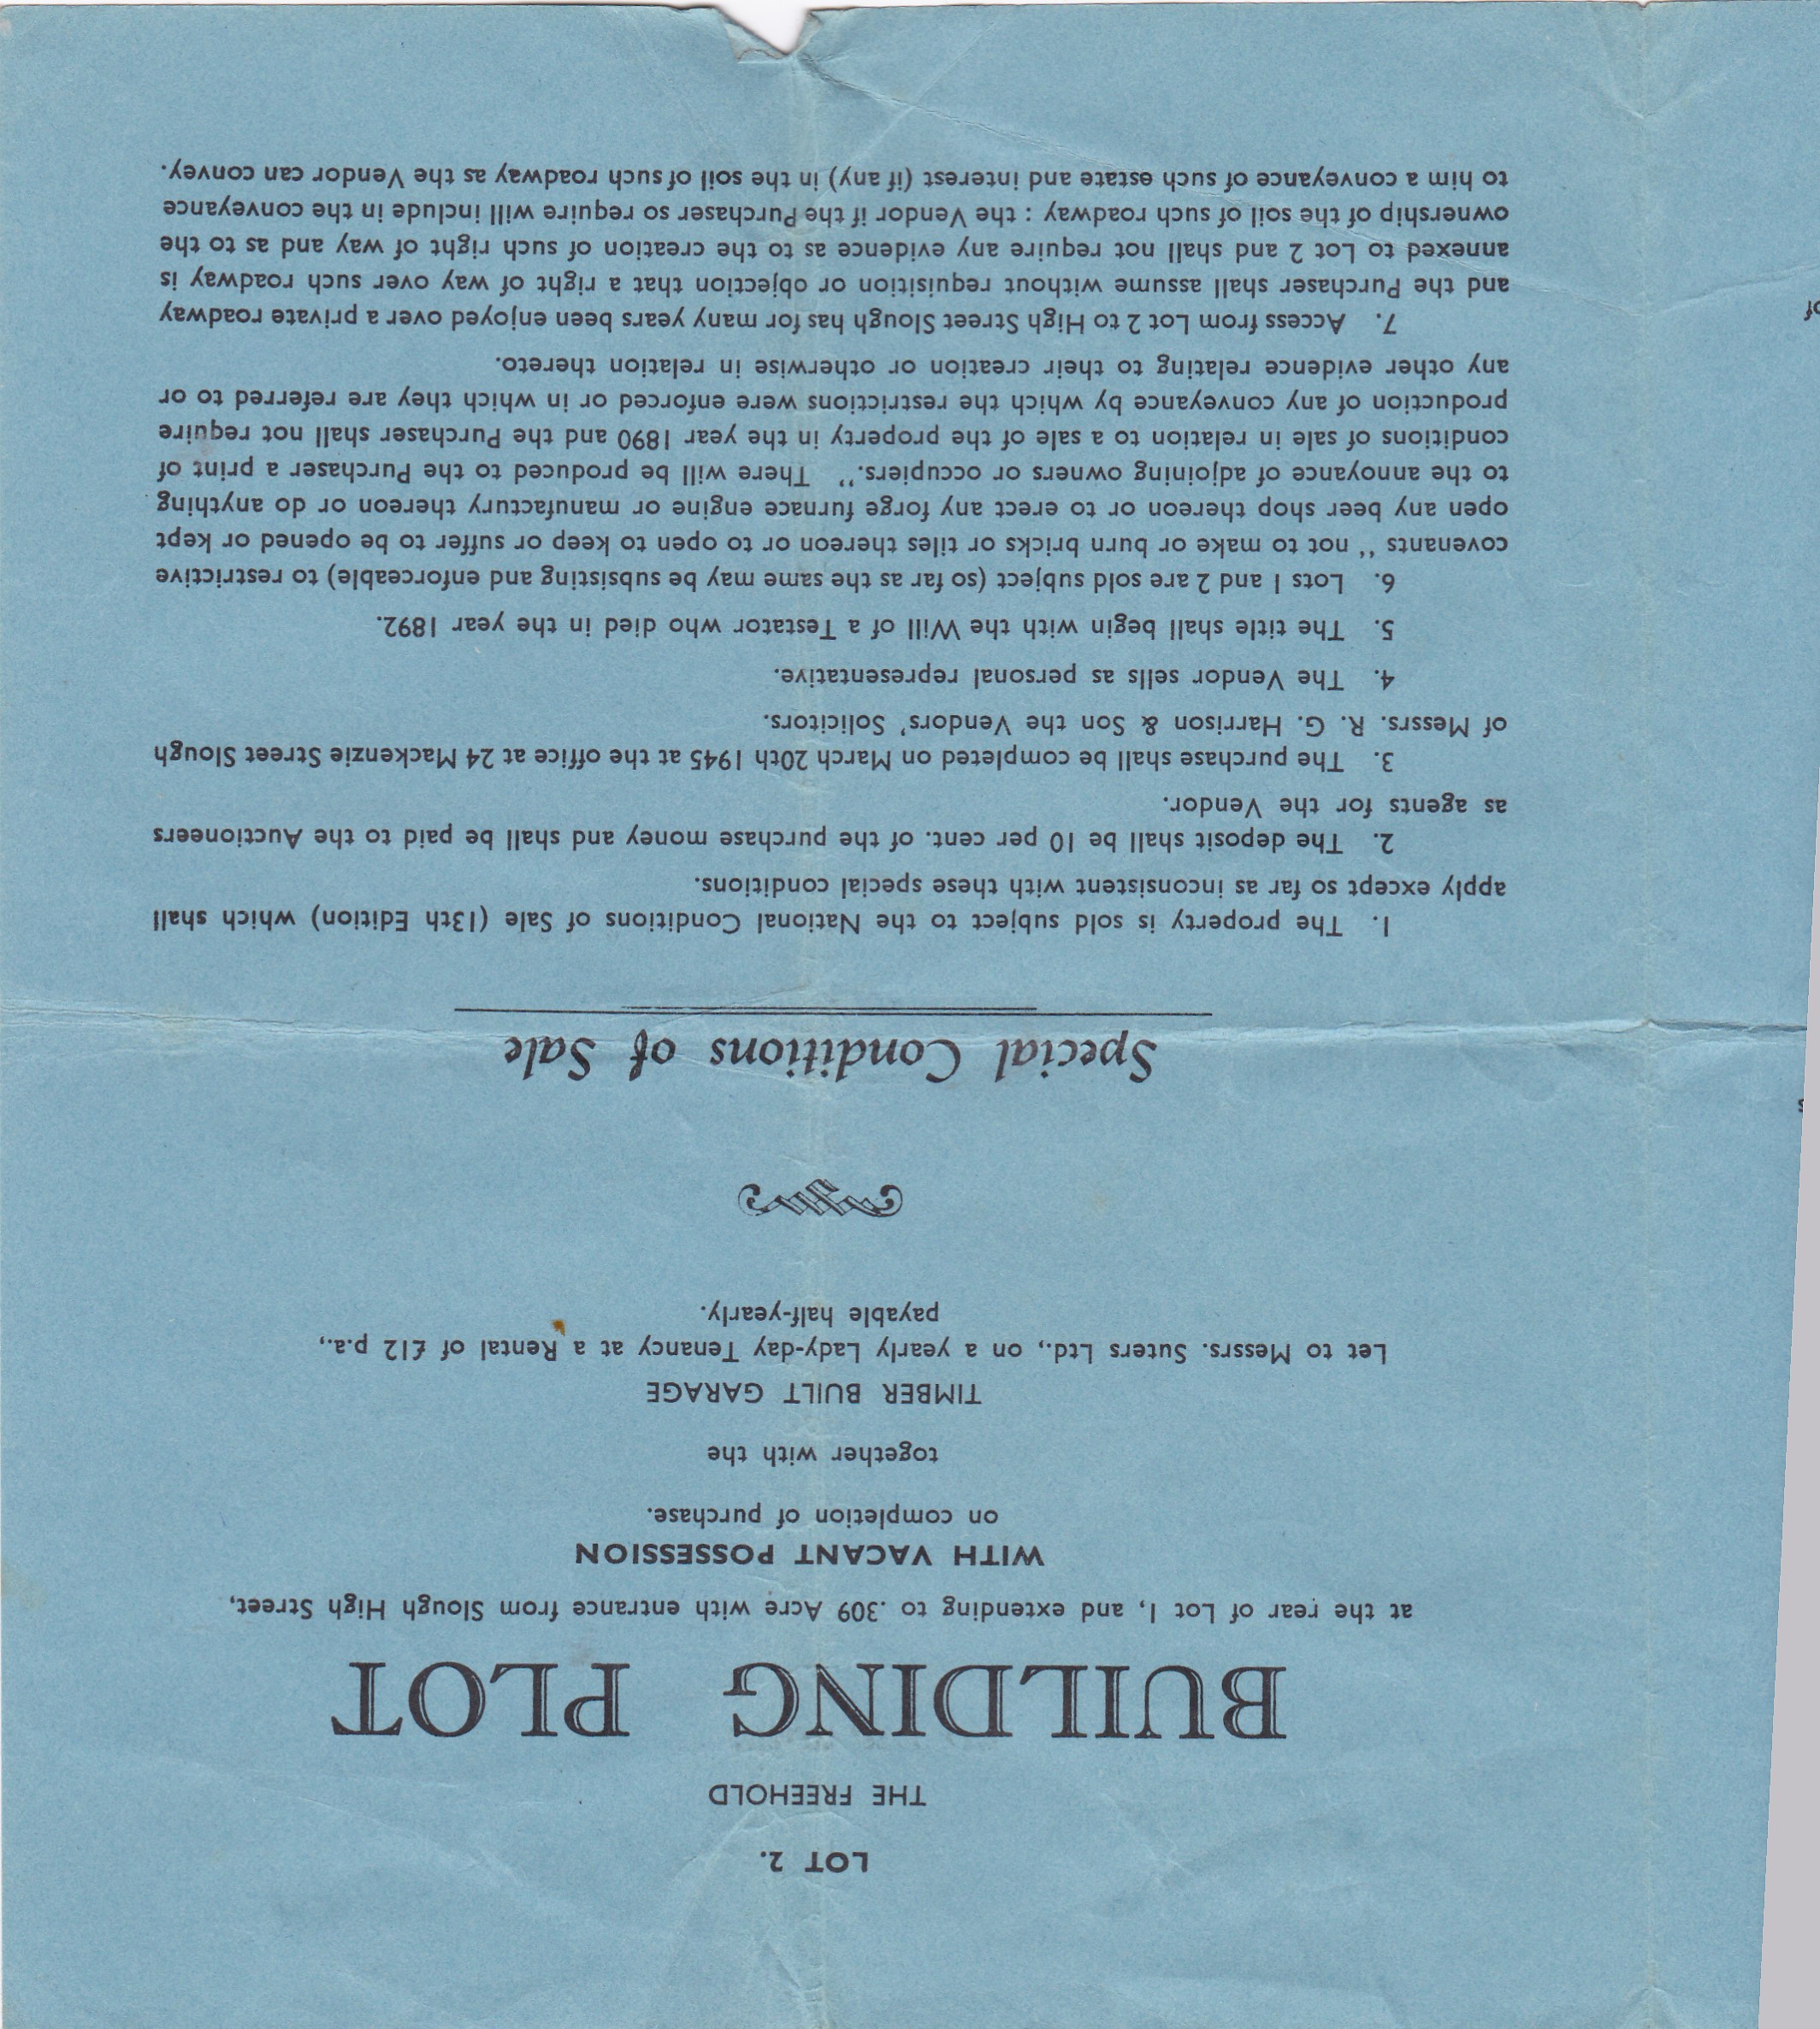 LOT 2.
THE FREEHOLD
BUILDING PLOT
at the rear of Lot 1, and extending to .309 Acre with entrance from Slough High Street,
WITH VACANT POSSESSION
on completion of purchase.
together with the
TIMBER BUILT GARAGE
Let to Messrs. Suters Ltd., on a yearly Lady-day Tenancy at a Rental of £12 p.a.,
payable half-yearly.
Special Conditions of Sale
1. The property is sold subject to the National Conditions of Sale (13th Edition) which shall
apply except so far as inconsistent with these special conditions.
2. The deposit shall be 10 per cent. of the purchase money and shall be paid to the Auctioneers
as agents for the Vendor.
3. The purchase shall be completed on March 20th 1945 at the office at 24 Mackenzie Street Slough
of Messrs. R. G. Harrison & Son the Vendors' Solicitors.
4. The Vendor sells as personal representative.
5. The title shall begin with the Will of a Testator who died in the year 1892.
6. Lots 1 and 2 are sold subject (so far as the same may be subsisting and enforceable) to restrictive
covenants " not to make or burn bricks or tiles thereon or to open to keep or suffer to be opened or kept
open any beer shop thereon or to erect any forge furnace engine or manufactury thereon or do anything
to the annoyance of adjoining owners or occupiers." There will be produced to the Purchaser a print of
conditions of sale in relation to a sale of the property in the year 1890 and the Purchaser shall not require
production of any conveyance by which the restrictions were enforced or in which they are referred to or
any other evidence relating to their creation or otherwise in relation thereto.
7. Access from Lot 2 to High Street Slough has for many years been enjoyed over a private roadway
and the Purchaser shall assume without requisition or objection that a right of way over such roadway is
annexed to Lot 2 and shall not require any evidence as to the creation of such right of way and as to the
ownership of the soil of such roadway : the Vendor if the Purchaser so require will include in the conveyance
to him a conveyance of such estate and interest (if any) in the soil of such roadway as the Vendor can convey.
of
s